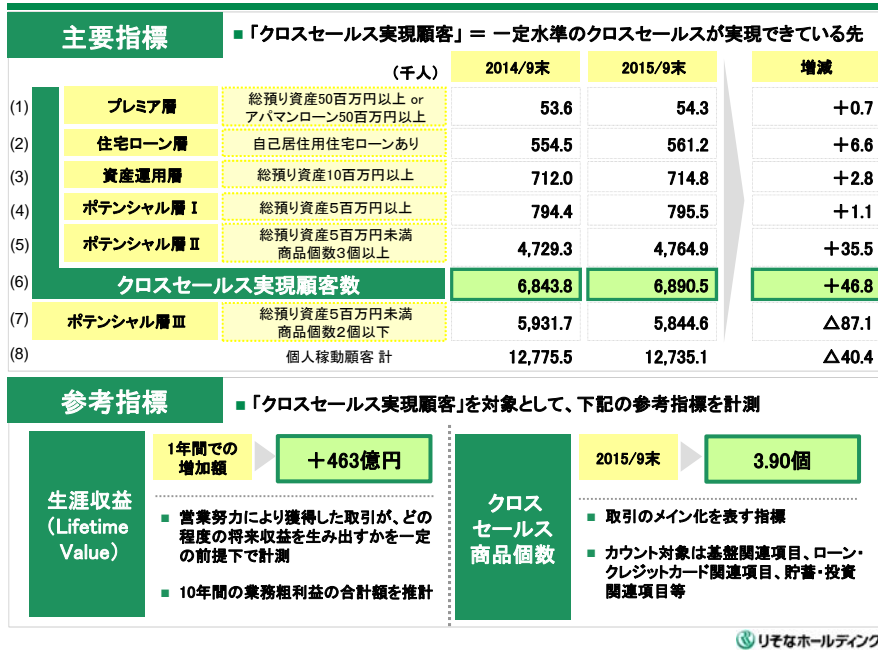 主要指標
■ 「クロスセールス実現顧客」 ＝ 一定水準のクロスセールスが実現できている先
（千人） 2014/9末 2015/9末 増減
(1) プレミア層 総預り資産50百万円以上 or
アパマンローン50百万円以上 53.6 54.3 ＋0.7
(2) 住宅ローン層 自己居住用住宅ローンあり 554.5 561.2 ＋6.6
(3) 資産運用層 総預り資産10百万円以上 712.0 714.8 ＋2.8
(4) ポテンシャル層Ⅰ 総預り資産5百万円以上 794.4 795.5 ＋1.1
(5) ポテンシャル層Ⅱ 総預り資産5百万円未満
商品個数3個以上 4,729.3 4,764.9 ＋35.5
(6) クロスセールス実現顧客数 6,843.8 6,890.5 ＋46.8
(7) ポテンシャル層Ⅲ 総預り資産5百万円未満
商品個数2個以下 5,931.7 5,844.6 △87.1
(8) 個人稼動顧客 計 12,775.5 12,735.1 △40.4
参考指標
■ 「クロスセールス実現顧客」を対象として、下記の参考指標を計測
生涯収益
（Lifetime
Value）
1年間での
増加額
＋463億円
■ 営業努力により獲得した取引が、どの
程度の将来収益を生み出すかを一定
の前提下で計測
■ 10年間の業務粗利益の合計額を推計
クロス
セールス
商品個数
2015/9末
3.90個
■ 取引のメイン化を表す指標
■ カウント対象は基盤関連項目、ローン・
クレジットカード関連項目、貯蓄・投資
関連項目等
りそなホールディング